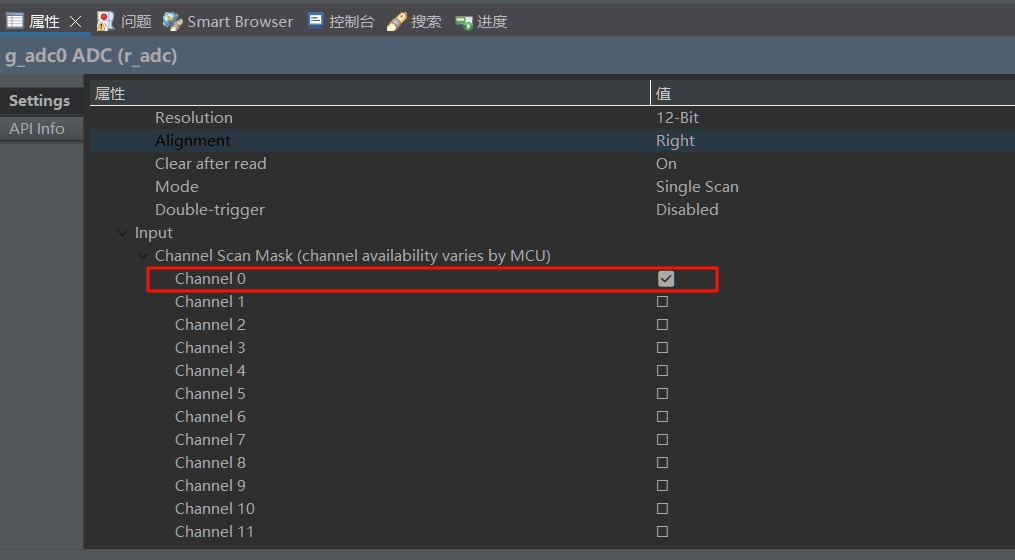 属性 问题 Smart Browser 控制台 搜索 进度
g_adc0 ADC (r_adc)
Settings
API Info
属性 值
Resolution 12-Bit
Alignment Right
Clear after read On
Mode Single Scan
Double-trigger Disabled
Input
Channel Scan Mask (channel availability varies by MCU)
Channel 0
Channel 1
Channel 2
Channel 3
Channel 4
Channel 5
Channel 6
Channel 7
Channel 8
Channel 9
Channel 10
Channel 11